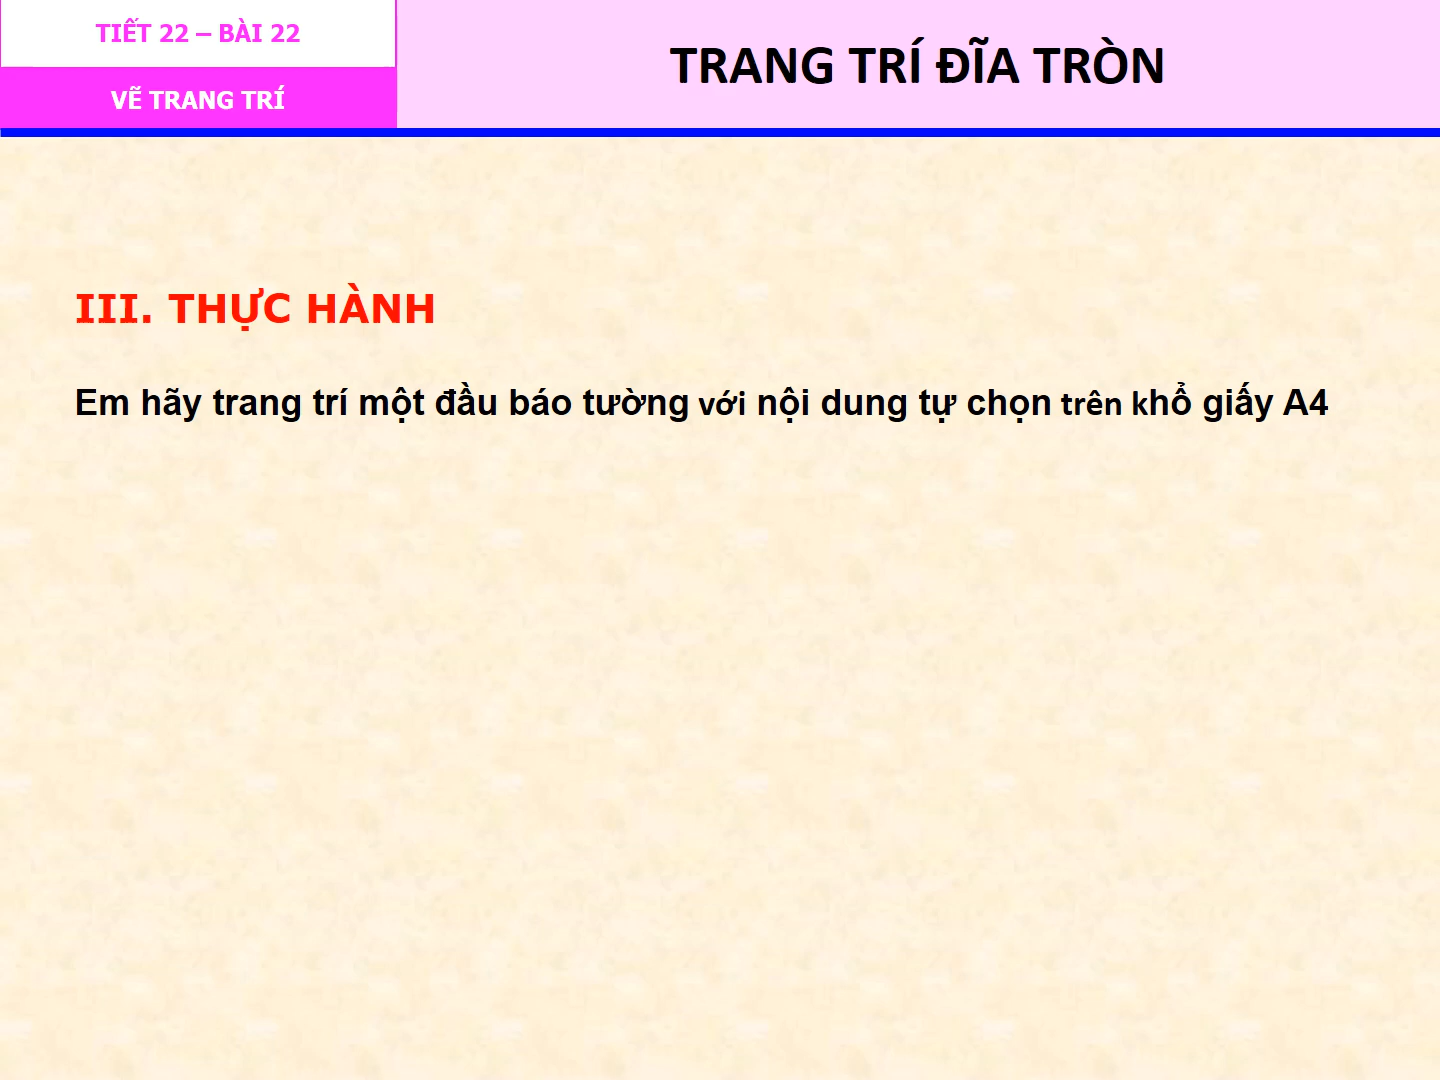 TIẾT 22 – BÀI 22
VẼ TRANG TRÍ
TRANG TRÍ ĐĨA TRÒN
III. THỰC HÀNH
Em hãy trang trí một đầu báo tường với nội dung tự chọn trên khổ giấy A4